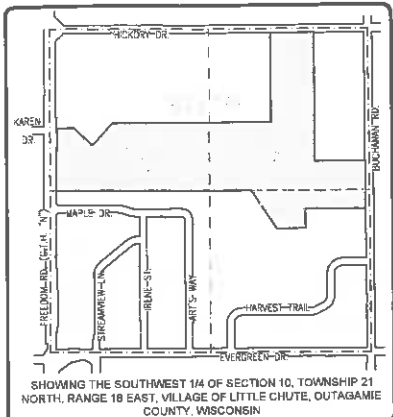 HICKORY DR.
KAREN
DR.
BUCHANAN RD.
MAPLE DR.
FREEDOM RD. (C.T.H. "N")
STREAMVIEW LN.
IRENE ST.
ART'S WAY
HARVEST TRAIL
EVERGREEN DR.
SHOWING THE SOUTHWEST 1/4 OF SECTION 10, TOWNSHIP 21
NORTH, RANGE 18 EAST, VILLAGE OF LITTLE CHUTE, OUTAGAMIE
COUNTY, WISCONSIN